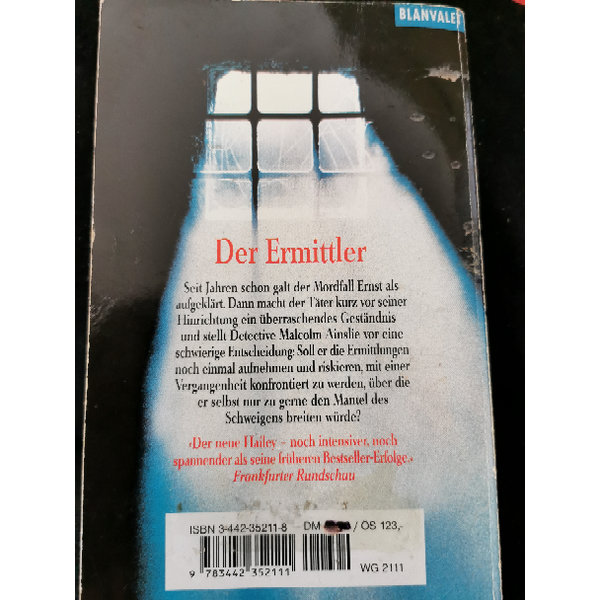 BLANVALE
Der Ermittler
Seit Jahren schon galt der Mordfall Ernst als
aufgeklärt. Dann macht der Täter kurz vor seiner
Hinrichtung ein überraschendes Geständnis
und stellt Detective Malcolm Ainslie vor eine
schwierige Entscheidung: Soll er die Ermittlungen
noch einmal aufnehmen und riskieren, mit einer
Vergangenheit konfrontiert zu werden, über die
er selbst nur zu gerne den Mantel des
Schweigens breiten würde?
»Der neue Hailey – noch intensiver, noch
spannender als seine früheren Bestseller-Erfolge.«
Frankfurter Rundschau
ISBN 3-442-35211-8 DM / ÖS 123,-
9 783442 352111 WG 2111